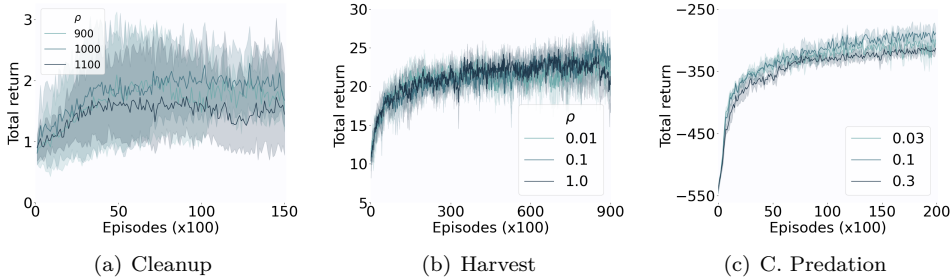 3
2
1
0
Total return
ρ
900
1000
1100
0 50 100 150
Episodes (x100)
(a) Cleanup
30
25
20
15
10
5
Total return
ρ
0.01
0.1
1.0
0 300 600 900
Episodes (x100)
(b) Harvest
−250
−350
−450
−550
Total return
0.03
0.1
0.3
0 50 100 150 200
Episodes (x100)
(c) C. Predation